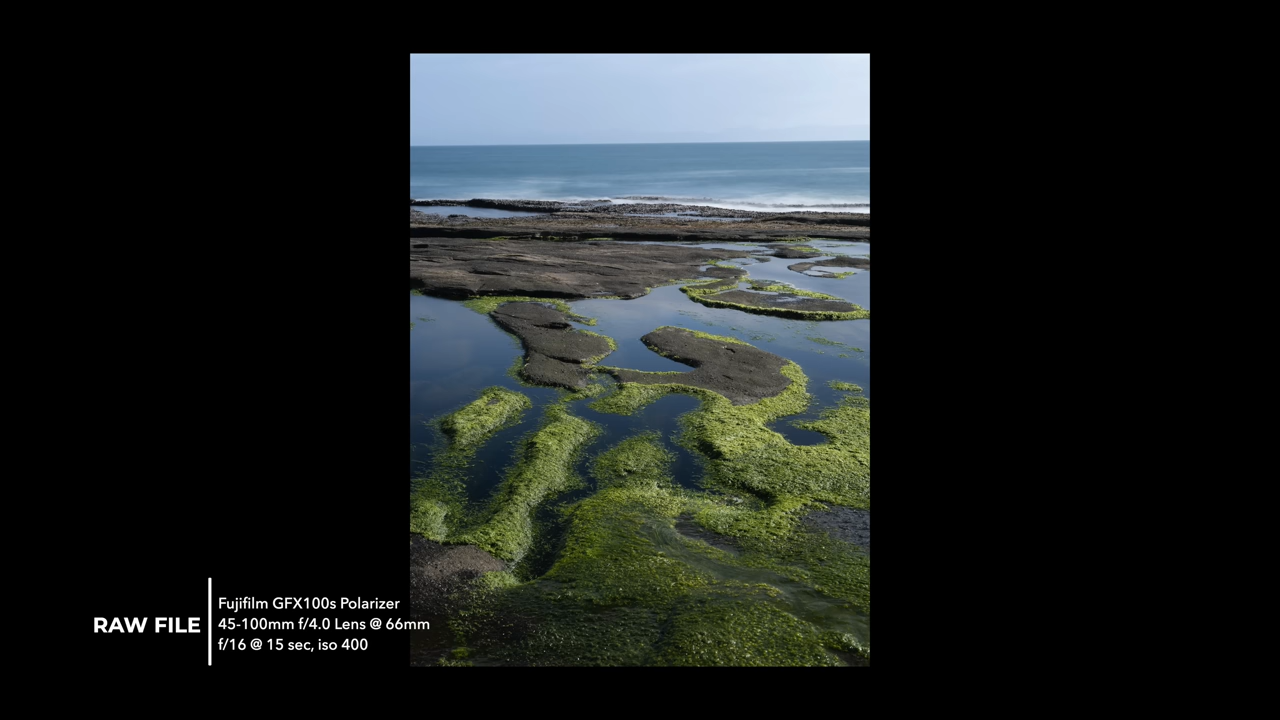 RAW FILE
Fujifilm GFX100s Polarizer
45-100mm f/4.0 Lens @ 66mm
f/16 @ 15 sec, iso 400